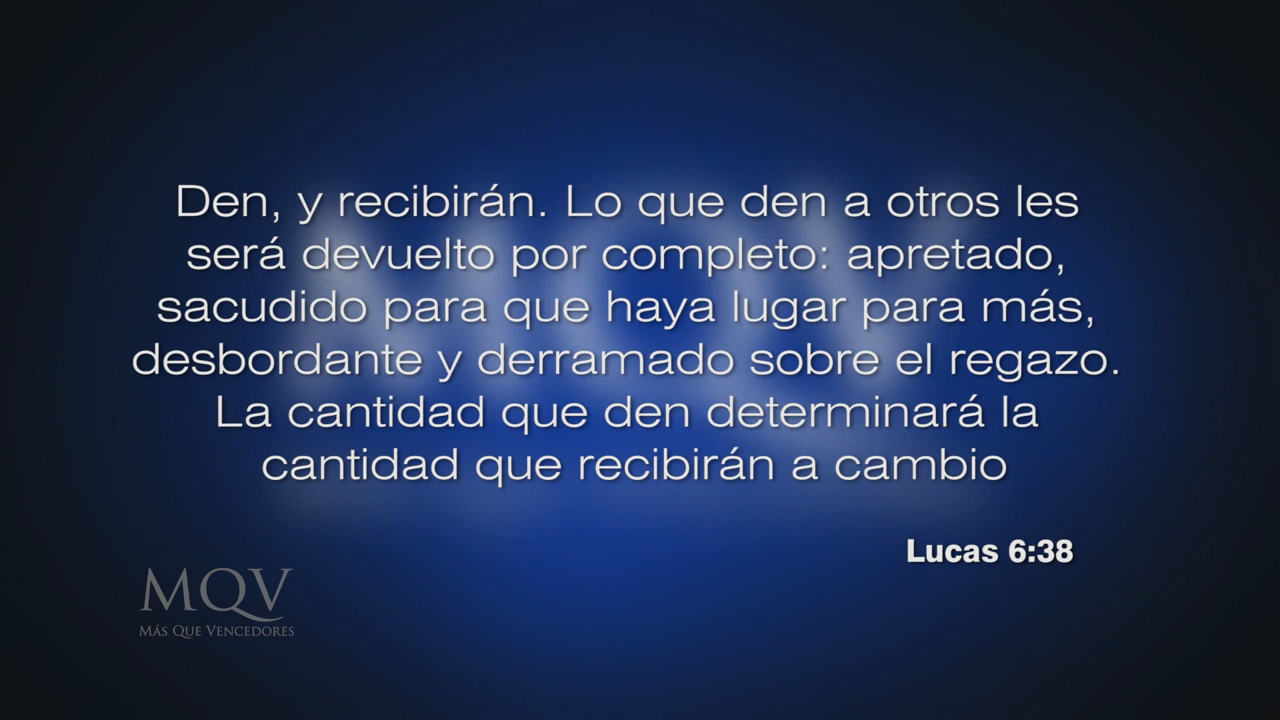 Den, y recibirán. Lo que den a otros les
será devuelto por completo: apretado,
sacudido para que haya lugar para más,
desbordante y derramado sobre el regazo.
La cantidad que den determinará la
cantidad que recibirán a cambio
Lucas 6:38
MQV
MÁS QUE VENCEDORES